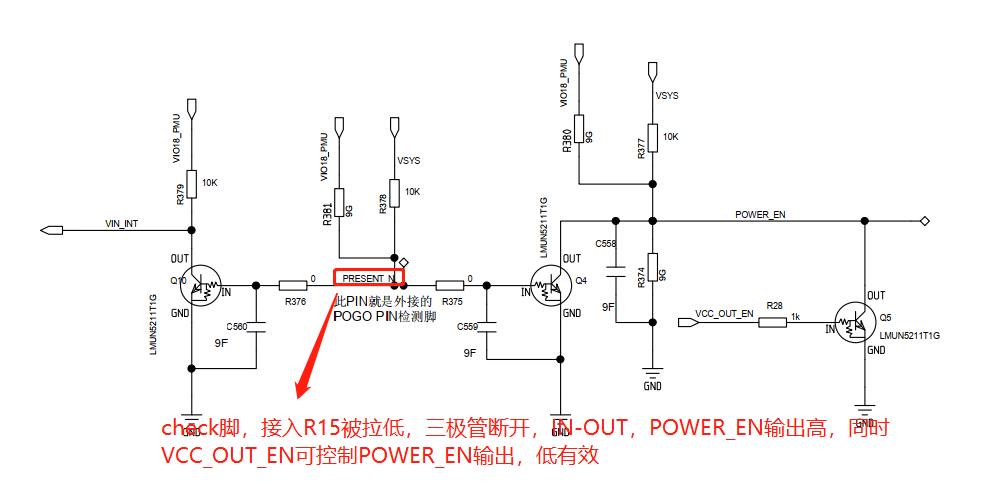 VIO18_PMU
VSYS
R380
9G
R377
10K
VIO18_PMU
R379
10K
VIO18_PMU
R381
9G
VSYS
R378
10K
VIN_INT
LMUN5211T1G
POWER_EN
C558
9F
R374
9G
OUT
Q10
IN
GND
LMUN5211T1G
0
R376
C560
9F
GND
PRESENT_N
此PIN就是外接的
POGO PIN检测脚
0
R375
C559
9F
OUT
Q4
IN
GND
GND
GND
VCC_OUT_EN
R28
1k
OUT
Q5
IN
LMUN5211T1G
GND
GND
check脚，接入R15被拉低，三极管断开，IN-OUT，POWER_EN输出高，同时
VCC_OUT_EN可控制POWER_EN输出，低有效